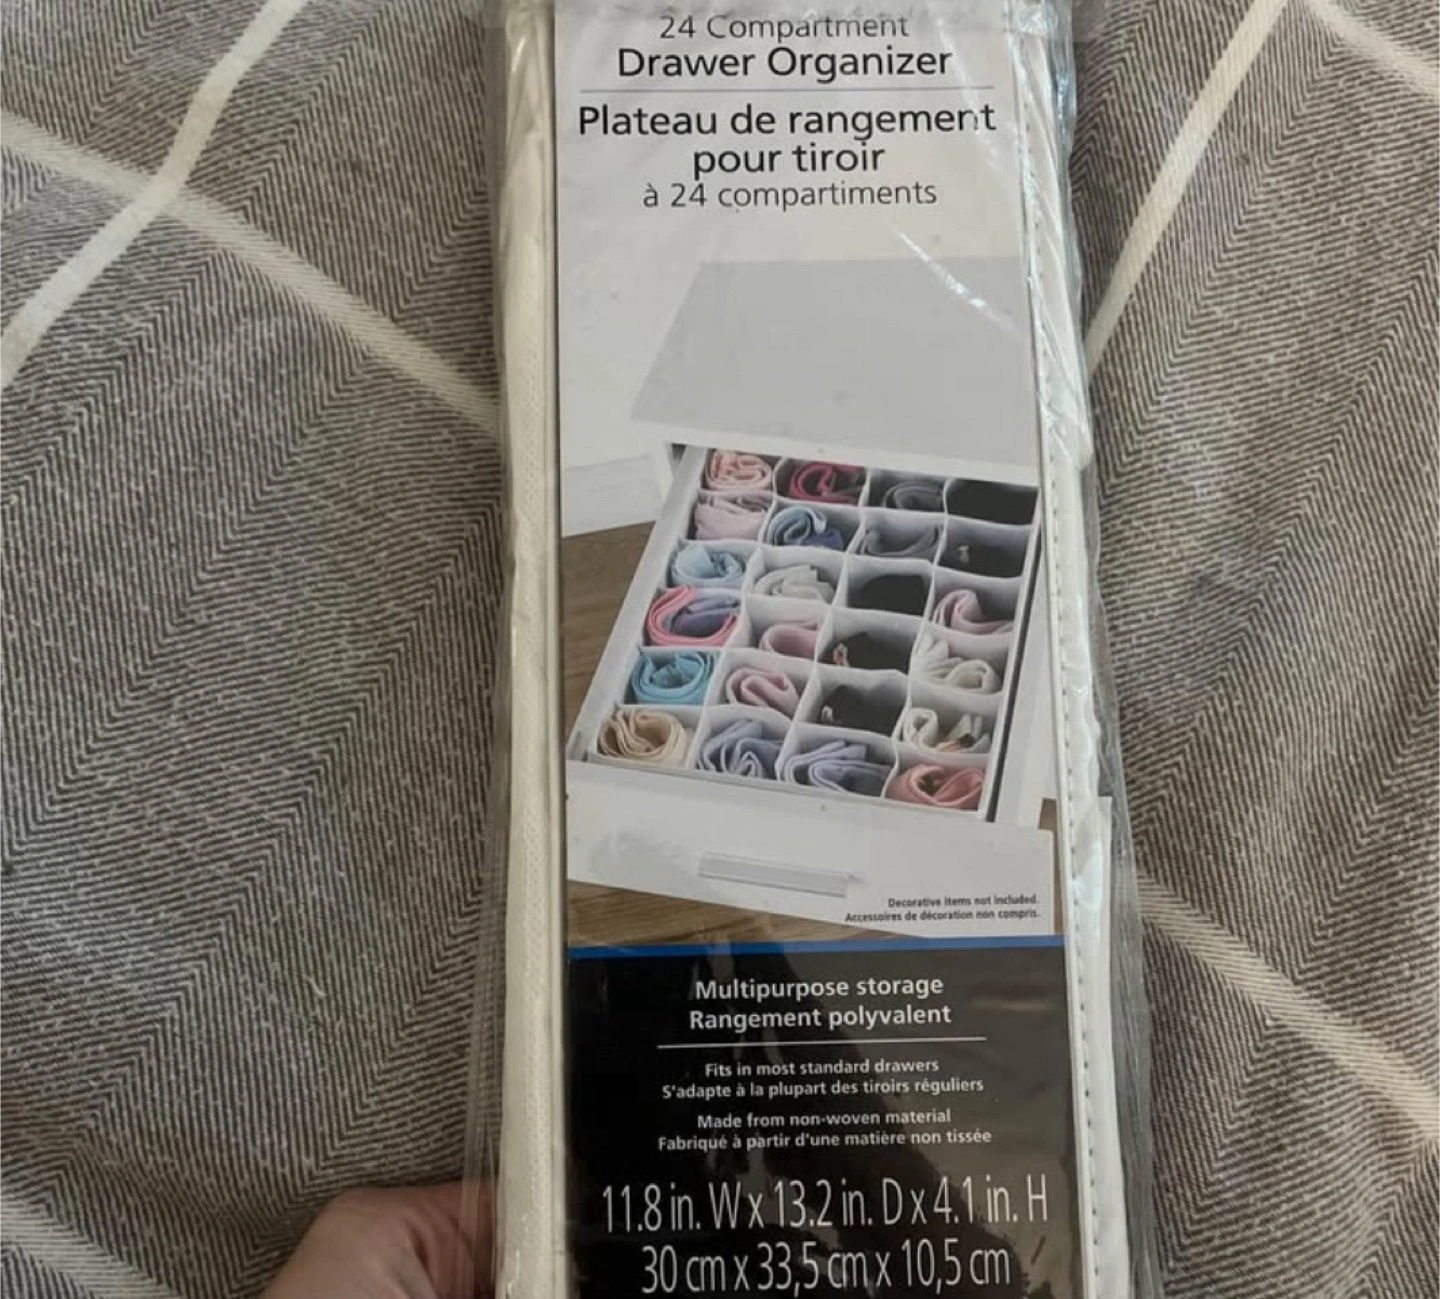 24 Compartment
Drawer Organizer
Plateau de rangement
pour tiroir
à 24 compartiments
Decorative items not included.
Accessoires de décoration non compris.
Multipurpose storage
Rangement polyvalent
Fits in most standard drawers
S'adapte à la plupart des tiroirs réguliers
Made from non-woven material
Fabriqué à partir d'une matière non tissée
11.8 in. W x 13.2 in. D x 4.1 in. H
30 cm x 33,5 cm x 10,5 cm